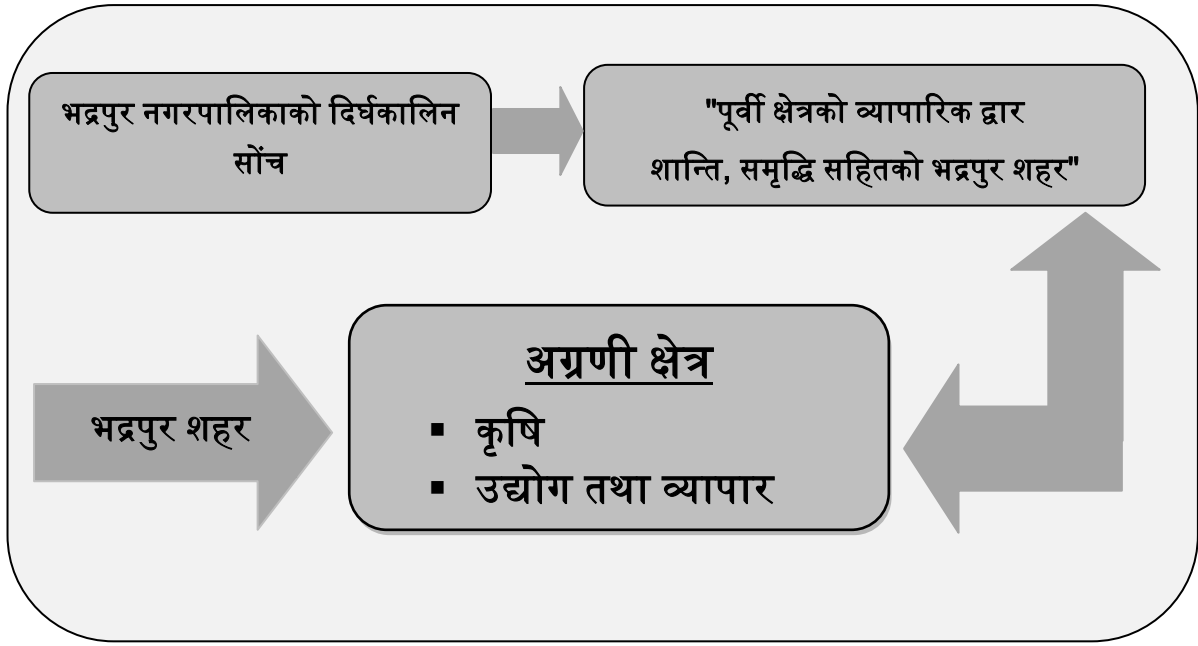 भद्रपुर नगरपालिकाको दिर्घकालिन
सोंच
"पूर्वी क्षेत्रको व्यापारिक द्वार
शान्ति, समृद्धि सहितको भद्रपुर शहर"
भद्रपुर शहर
अग्रणी क्षेत्र
▪ कृषि
▪ उद्योग तथा व्यापार